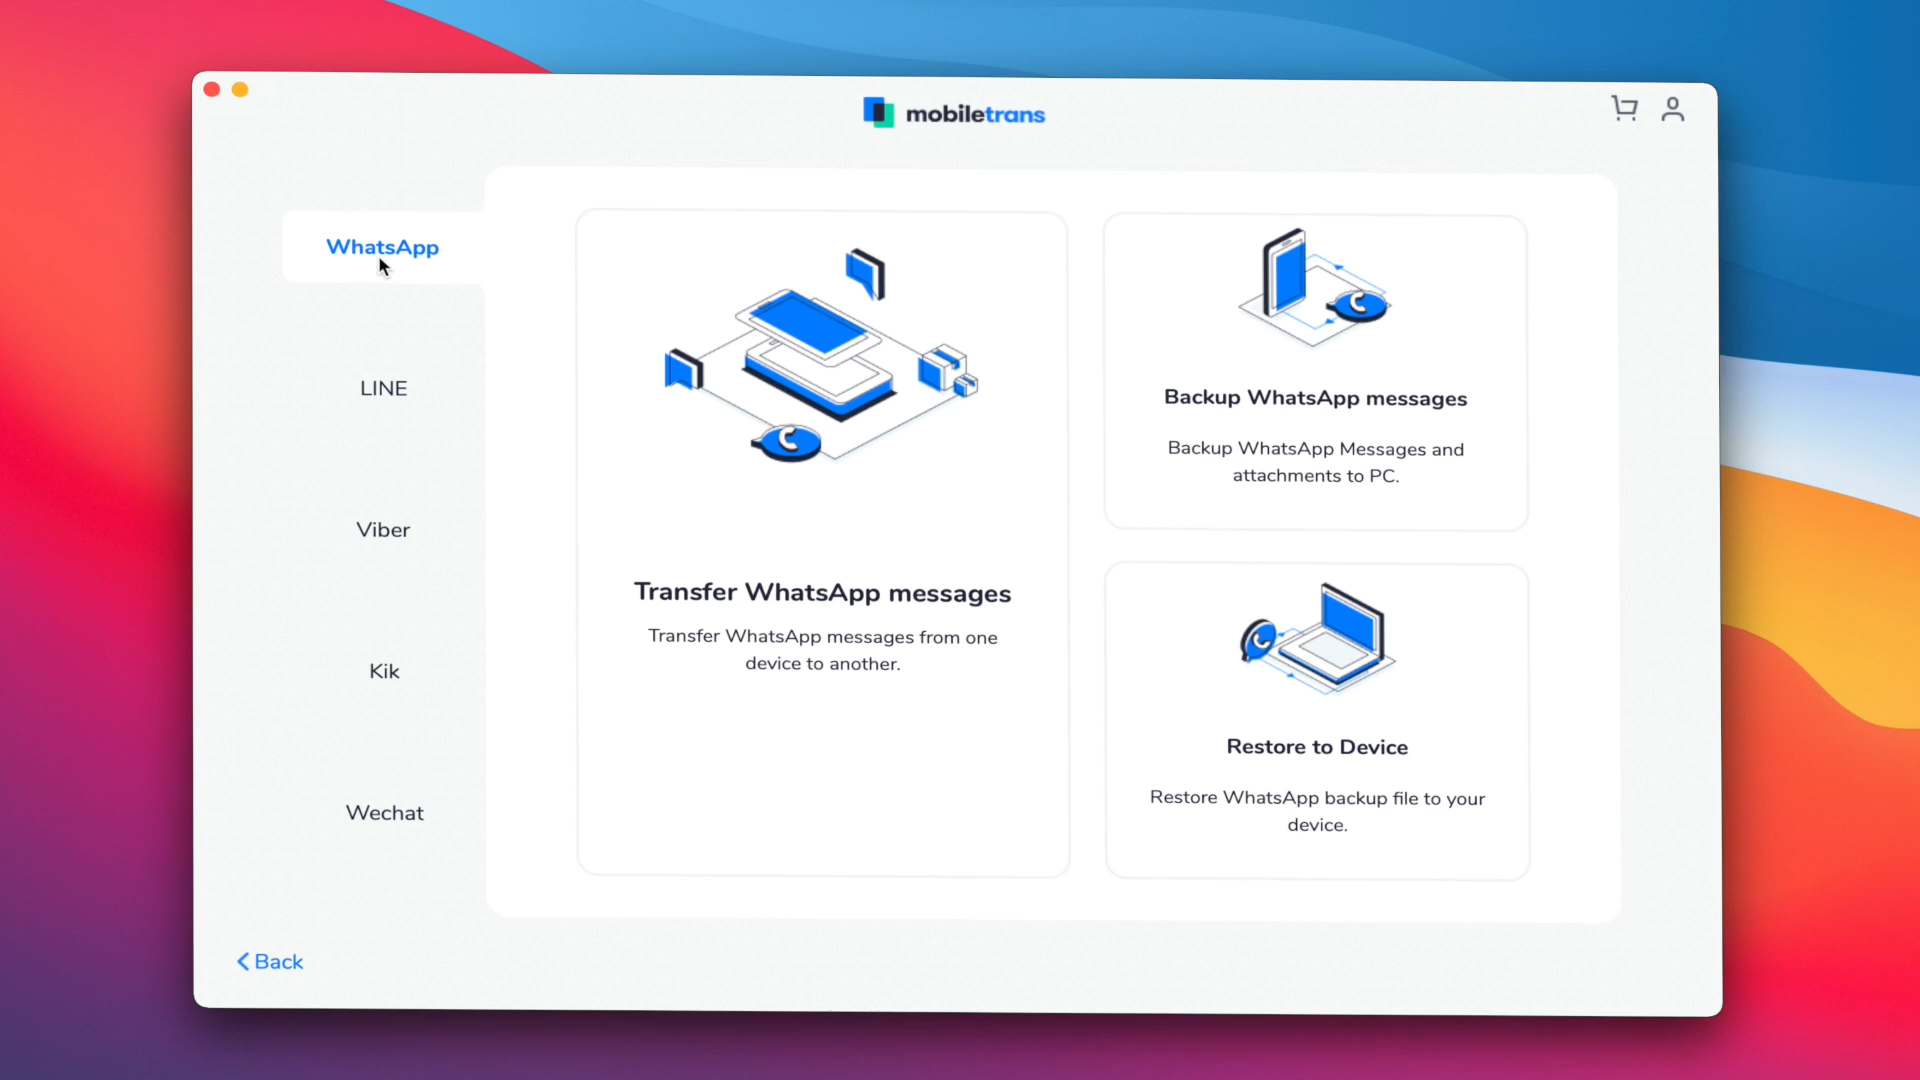 mobiletrans
WhatsApp
LINE
Viber
Kik
Wechat
Transfer WhatsApp messages
Transfer WhatsApp messages from one
device to another.
Backup WhatsApp messages
Backup WhatsApp Messages and
attachments to PC.
Restore to Device
Restore WhatsApp backup file to your
device.
Back